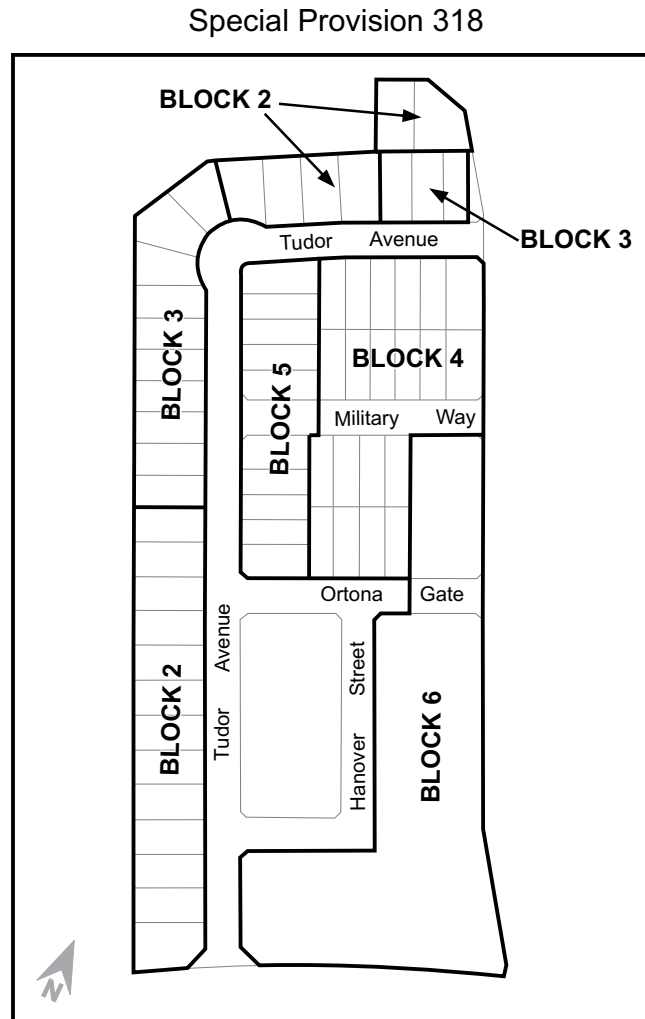 Special Provision 318
BLOCK 2
BLOCK 3
Tudor Avenue
BLOCK 3
BLOCK 5
BLOCK 4
Military Way
Ortona Gate
Tudor Avenue
Hanover Street
BLOCK 2
BLOCK 6
N